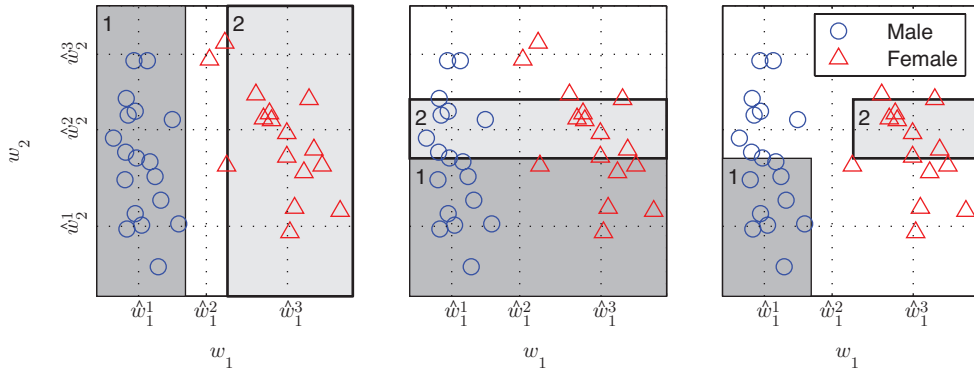 1
2
ŵ₂³
ŵ₂²
ŵ₂¹
w₂
ŵ₁¹
ŵ₁²
ŵ₁³
w₁
2
1
ŵ₁¹
ŵ₁²
ŵ₁³
w₁
Male
Female
2
1
ŵ₁¹
ŵ₁²
ŵ₁³
w₁